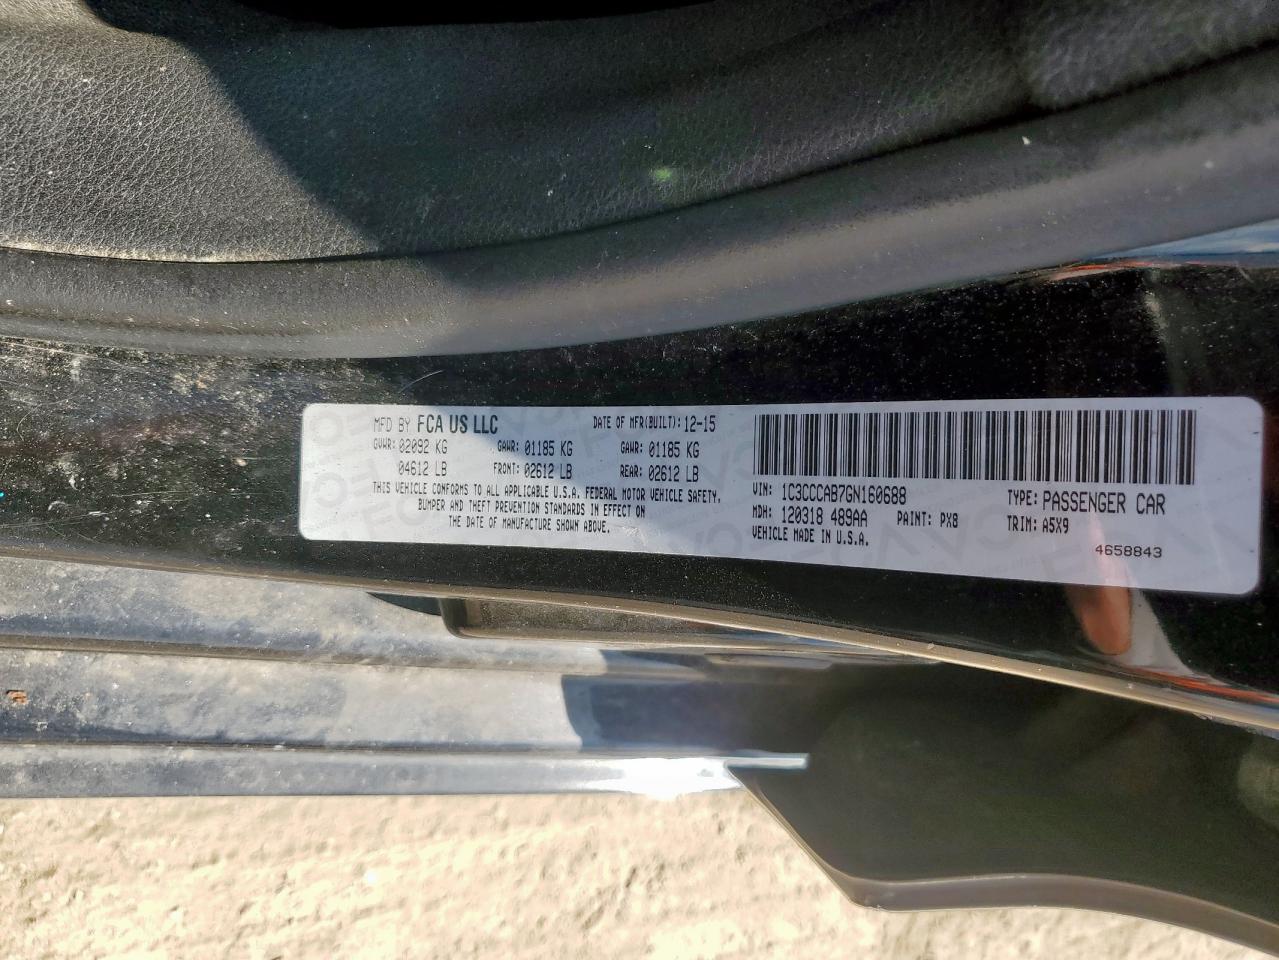 MFD BY FCA US LLC DATE OF MFR(BUILT): 12-15
GVWR: 02092 KG GAWR: 01185 KG GAWR: 01185 KG
04612 LB FRONT: 02612 LB REAR: 02612 LB
THIS VEHICLE CONFORMS TO ALL APPLICABLE U.S.A. FEDERAL MOTOR VEHICLE SAFETY,
BUMPER AND THEFT PREVENTION STANDARDS IN EFFECT ON
THE DATE OF MANUFACTURE SHOWN ABOVE.
VIN: 1C3CCCAB7GN160688 TYPE: PASSENGER CAR
MDH: 120318 489AA PAINT: PX8 TRIM: A5X9
VEHICLE MADE IN U.S.A.
4658843